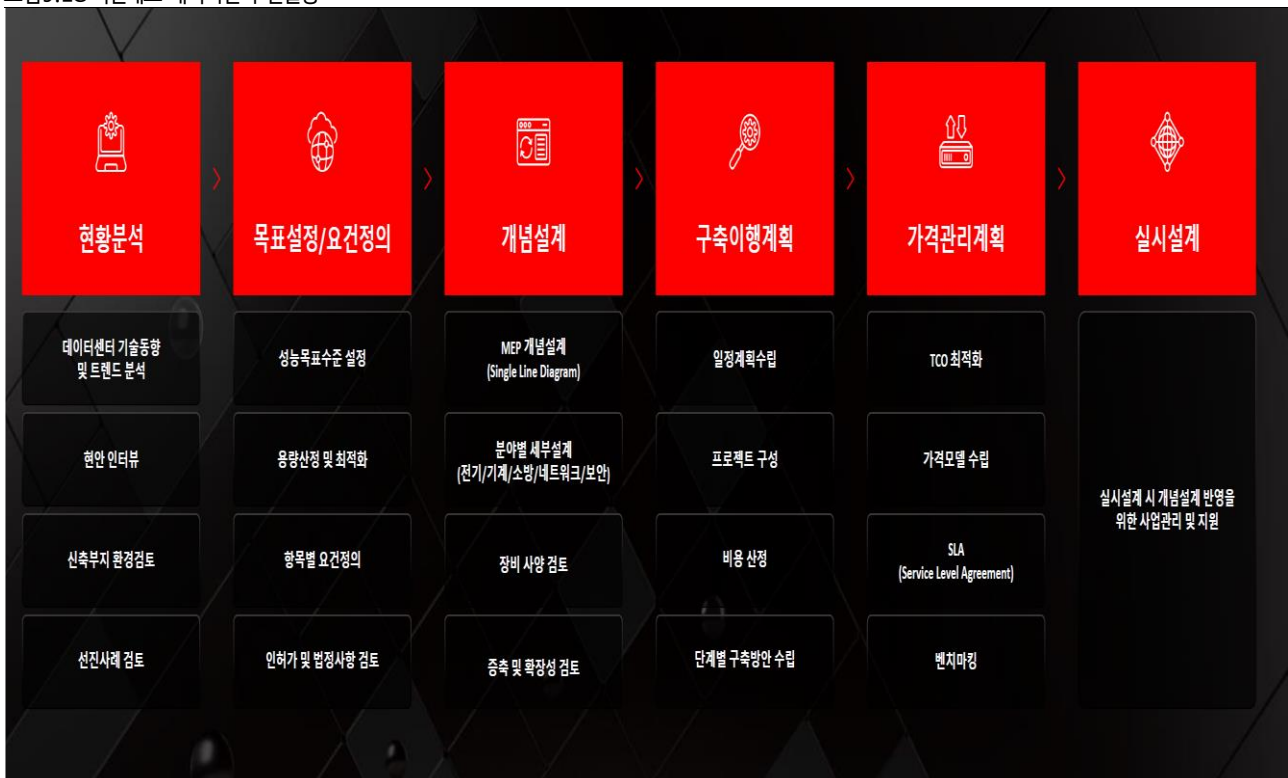 현황분석
목표설정/요건정의
개념설계
구축이행계획
가격관리계획
실시설계
데이터센터 기술동향
및 트렌드 분석
현안 인터뷰
신축부지 환경검토
선진사례 검토
성능목표수준 설정
용량산정 및 최적화
항목별 요건정의
인허가 및 법정사항 검토
MEP 개념설계
(Single Line Diagram)
분야별 세부설계
(전기/기계/소방/네트워크/보안)
장비 사양 검토
증축 및 확장성 검토
일정계획수립
프로젝트 구성
비용 산정
단계별 구축방안 수립
TCO 최적화
가격모델 수립
SLA
(Service Level Agreement)
벤치마킹
실시설계 시 개념설계 반영을
위한 사업관리 및 지원